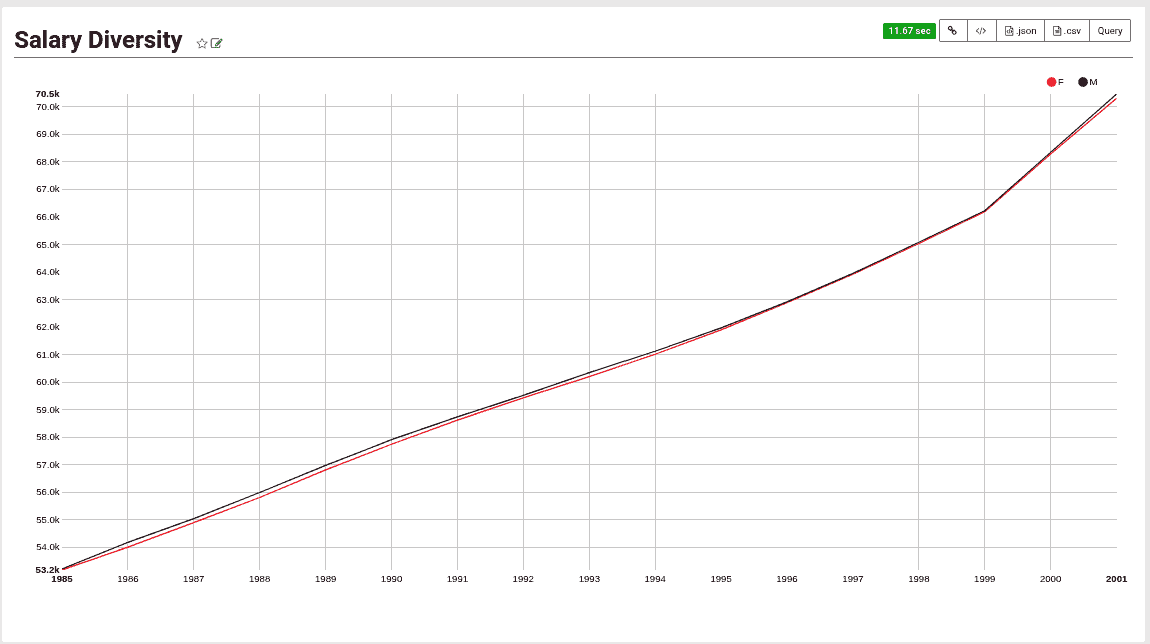 Salary Diversity
11.67 sec
</>
.json
.csv
Query
F
M
70.5k
70.0k
69.0k
68.0k
67.0k
66.0k
65.0k
64.0k
63.0k
62.0k
61.0k
60.0k
59.0k
58.0k
57.0k
56.0k
55.0k
54.0k
53.2k
1985 1986 1987 1988 1989 1990 1991 1992 1993 1994 1995 1996 1997 1998 1999 2000 2001